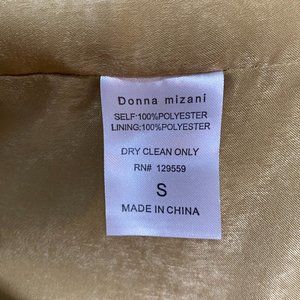 Donna mizani
SELF:100%POLYESTER
LINING:100%POLYESTER
DRY CLEAN ONLY
RN# 129559
S
MADE IN CHINA